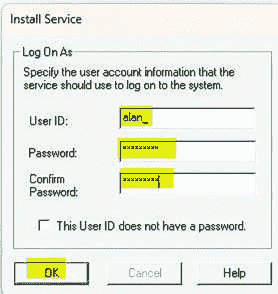 Install Service
Log On As
Specify the user account information that the
service should use to log on to the system.
User ID:
alan_
Password:
*********
Confirm
Password:
*********
This User ID does not have a password.
OK
Cancel
Help